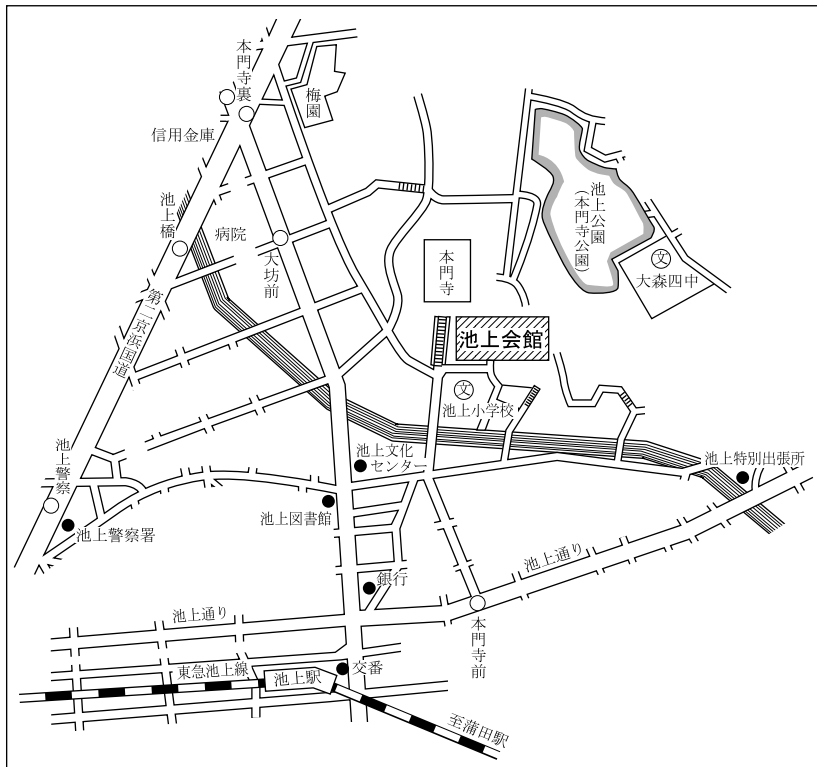 本門寺裏
梅園
信用金庫
池上橋
病院
大坊前
本門寺
池上公園
(本門寺公園)
文
大森四中
第二京浜国道
池上会館
文
池上小学校
池上警察
池上文化
センター
池上特別出張所
池上図書館
池上警察署
池上通り
銀行
池上通り
本門寺前
交番
東急池上線
池上駅
至蒲田駅